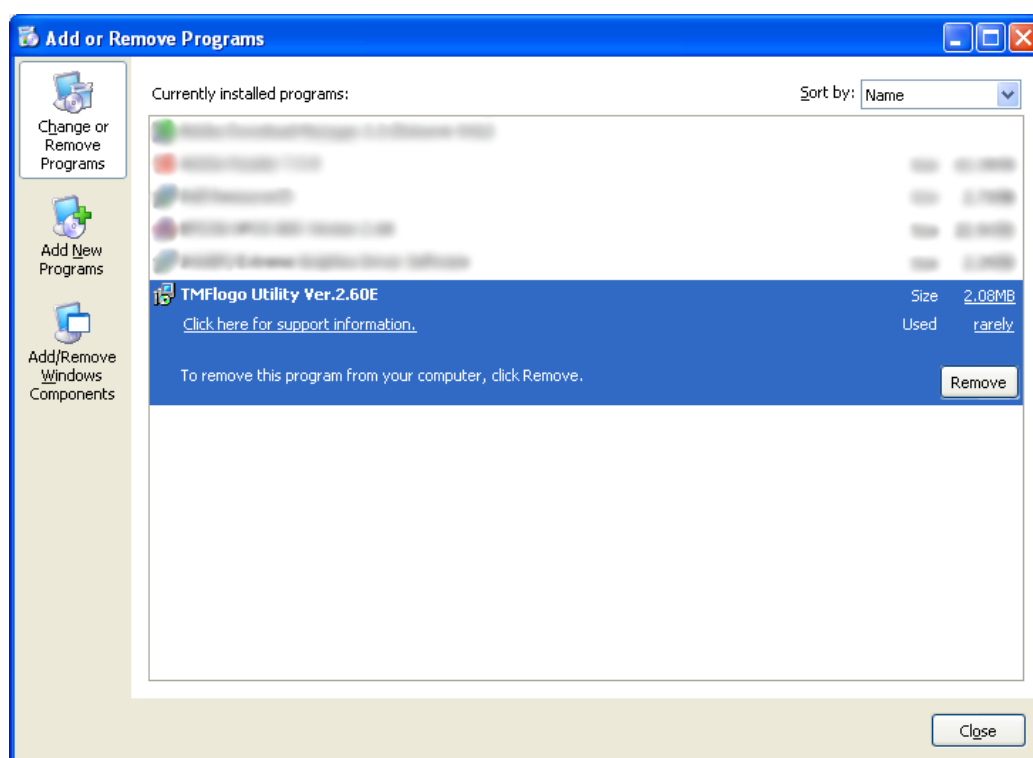 Add or Remove Programs
Change or
Remove
Programs
Currently installed programs:
Sort by: Name
Add New
Programs
Add/Remove
Windows
Components
TMFlogo Utility Ver.2.60E
Size 2.08MB
Click here for support information.
Used rarely
To remove this program from your computer, click Remove.
Remove
Close